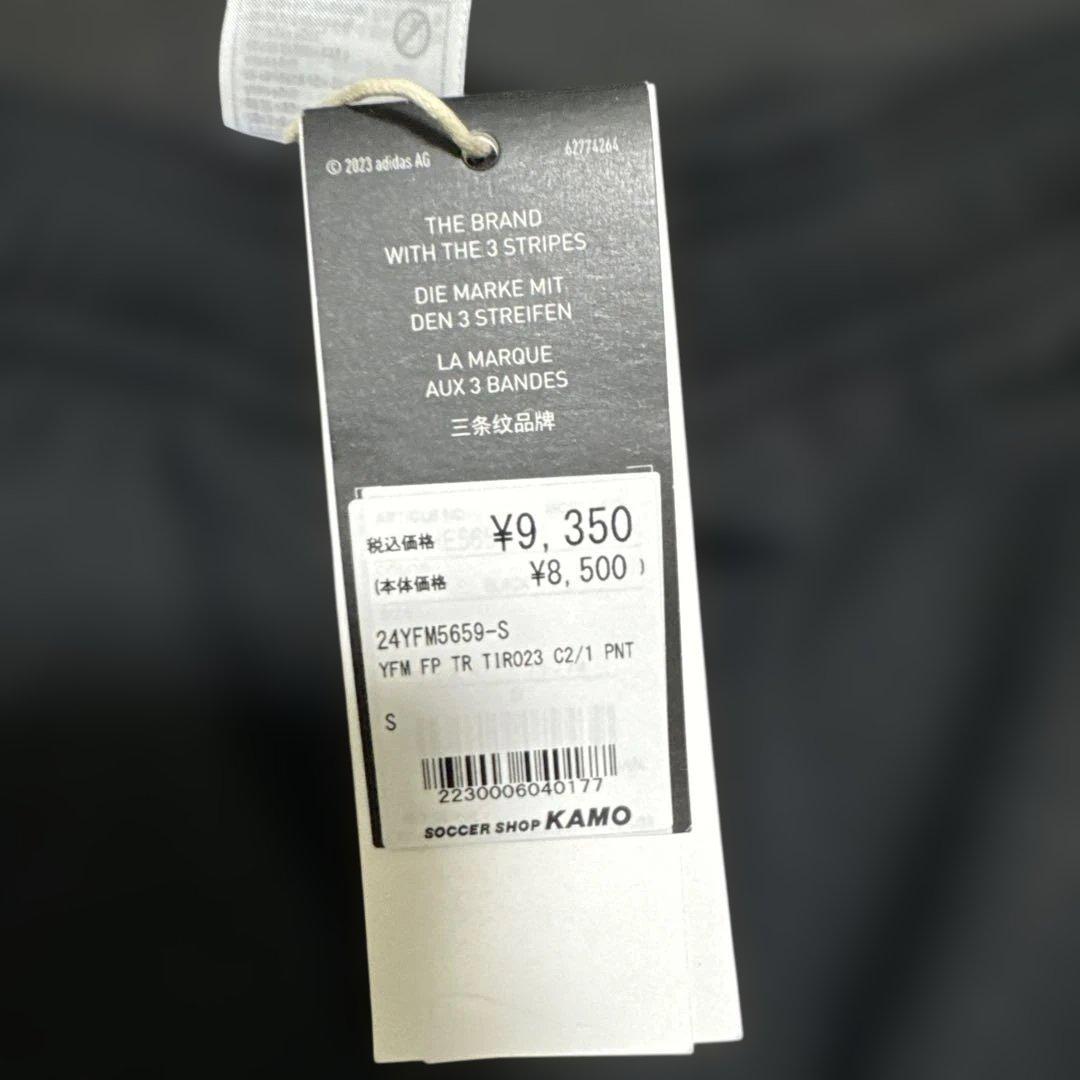 © 2023 adidas AG
62774264
THE BRAND
WITH THE 3 STRIPES
DIE MARKE MIT
DEN 3 STREIFEN
LA MARQUE
AUX 3 BANDES
三条纹品牌
税込価格 ¥9,350
(本体価格 ¥8,500 )
24YFM5659-S
YFM FP TR TIRO23 C2/1 PNT
S
2230006040177
SOCCER SHOP KAMO